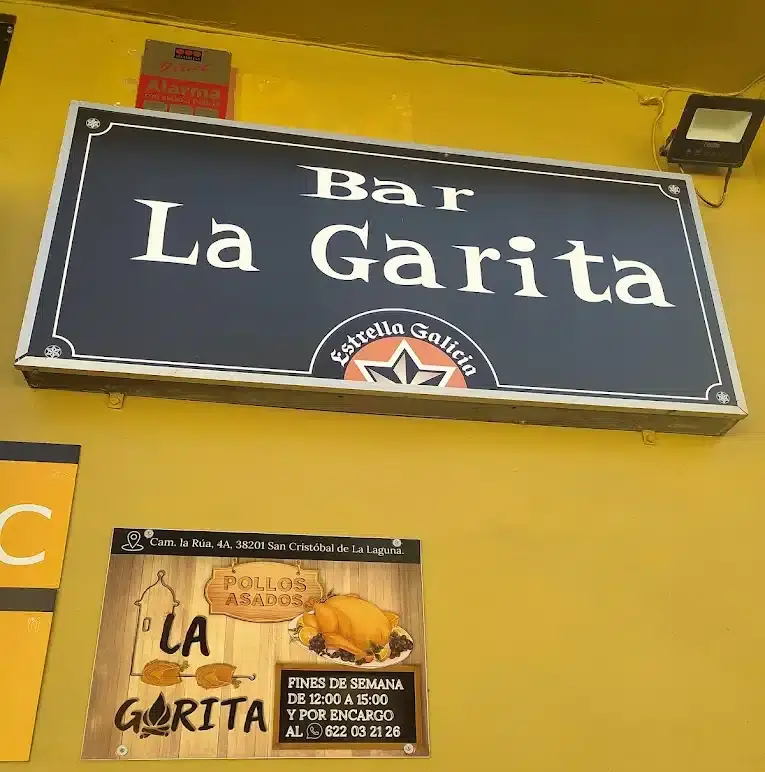 Alarma
Bar
La Garita
Estrella Galicia
C
Cam. la Rúa, 4A, 38201 San Cristóbal de La Laguna.
POLLOS
ASADOS
LA
GARITA
FINES DE SEMANA
DE 12:00 A 15:00
Y POR ENCARGO
AL 622 03 21 26